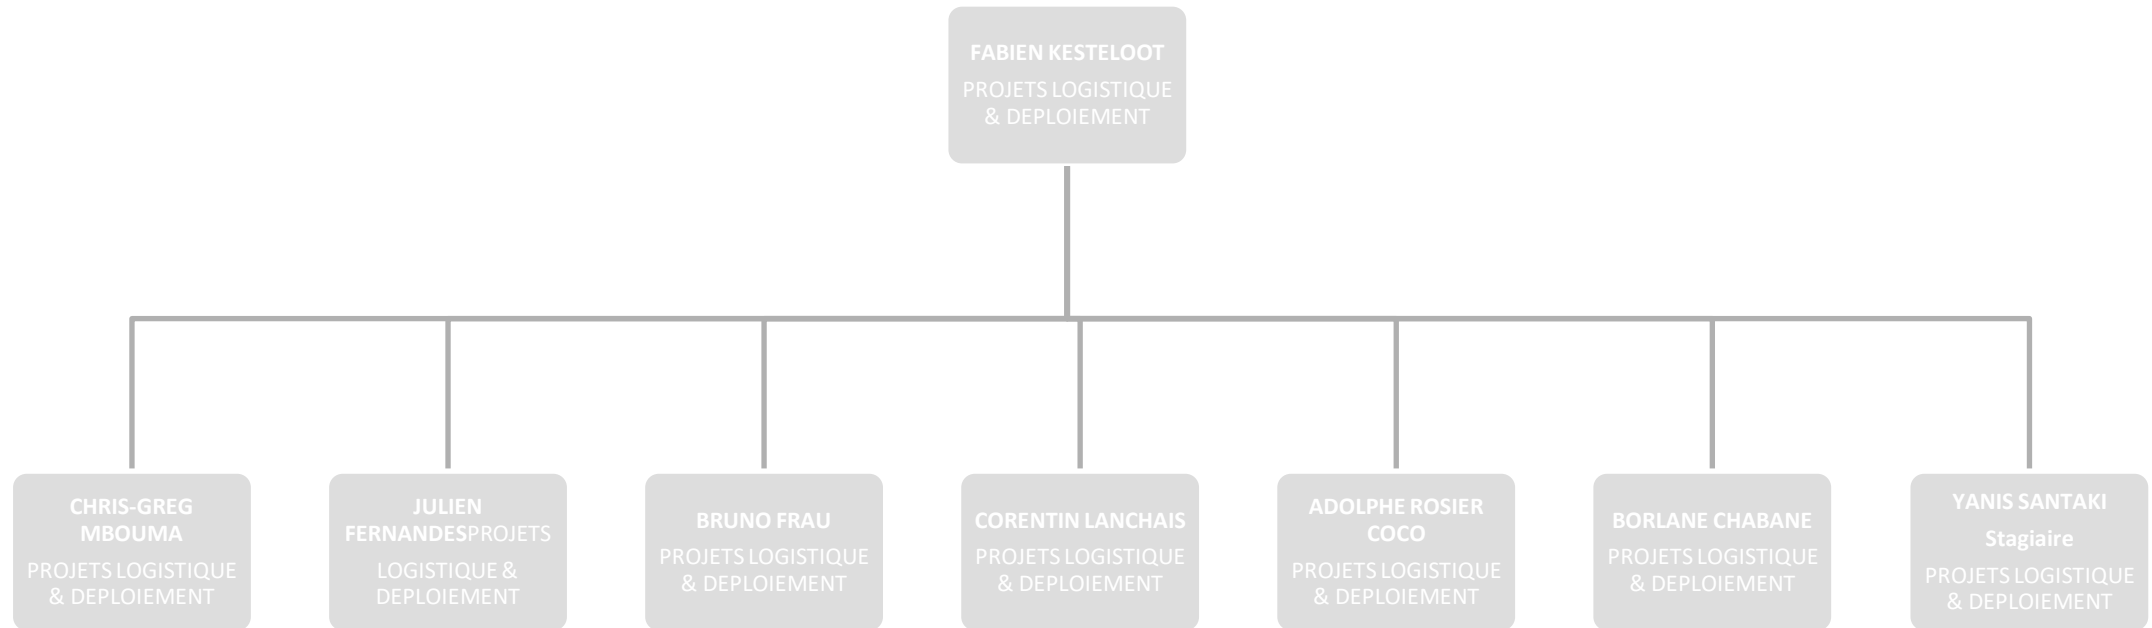 FABIEN KESTELOOT
PROJETS LOGISTIQUE
& DEPLOIEMENT
CHRIS-GREG
MBOUMA
PROJETS LOGISTIQUE
& DEPLOIEMENT
JULIEN
FERNANDESPROJETS
LOGISTIQUE &
DEPLOIEMENT
BRUNO FRAU
PROJETS LOGISTIQUE
& DEPLOIEMENT
CORENTIN LANCHAIS
PROJETS LOGISTIQUE
& DEPLOIEMENT
ADOLPHE ROSIER
COCO
PROJETS LOGISTIQUE
& DEPLOIEMENT
BORLANE CHABANE
PROJETS LOGISTIQUE
& DEPLOIEMENT
YANIS SANTAKI
Stagiaire
PROJETS LOGISTIQUE
& DEPLOIEMENT